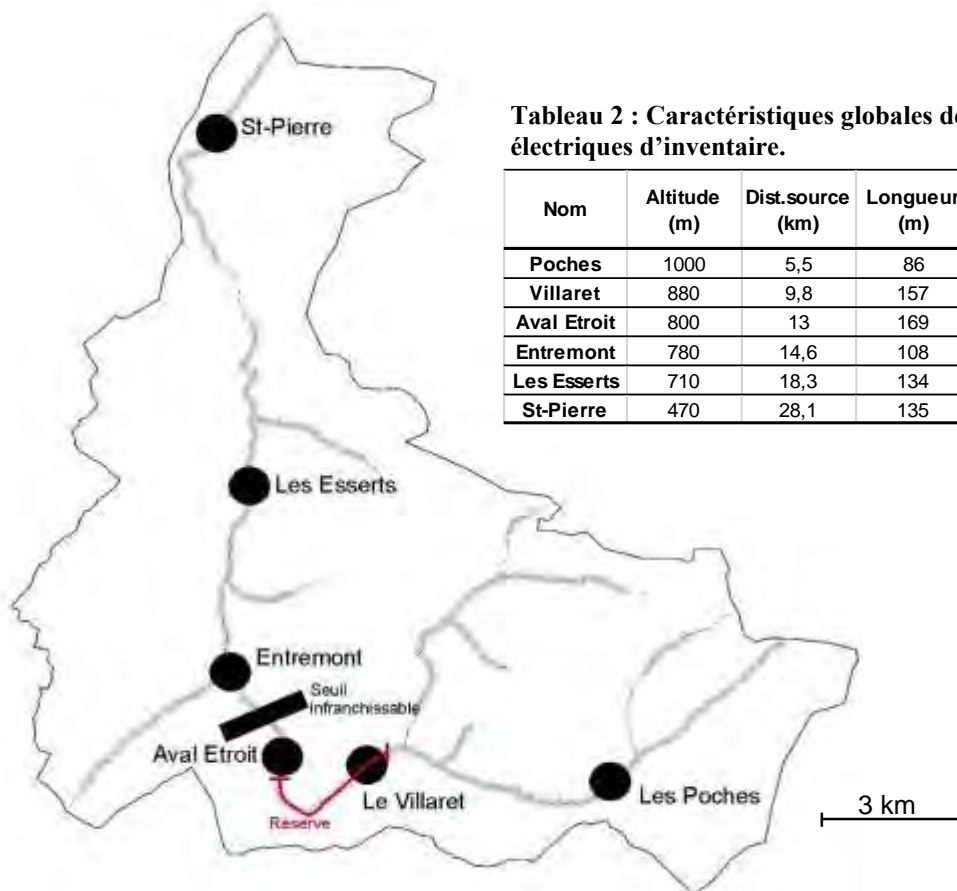 St-Pierre
Tableau 2 : Caractéristiques globales de
électriques d’inventaire.
Nom Altitude (m) Dist.source (km) Longueur (m)
Poches 1000 5,5 86
Villaret 880 9,8 157
Aval Etroit 800 13 169
Entremont 780 14,6 108
Les Esserts 710 18,3 134
St-Pierre 470 28,1 135
Les Esserts
Entremont
Seuil
infranchissable
Aval Etroit
Le Villaret
Réserve
Les Poches
3 km